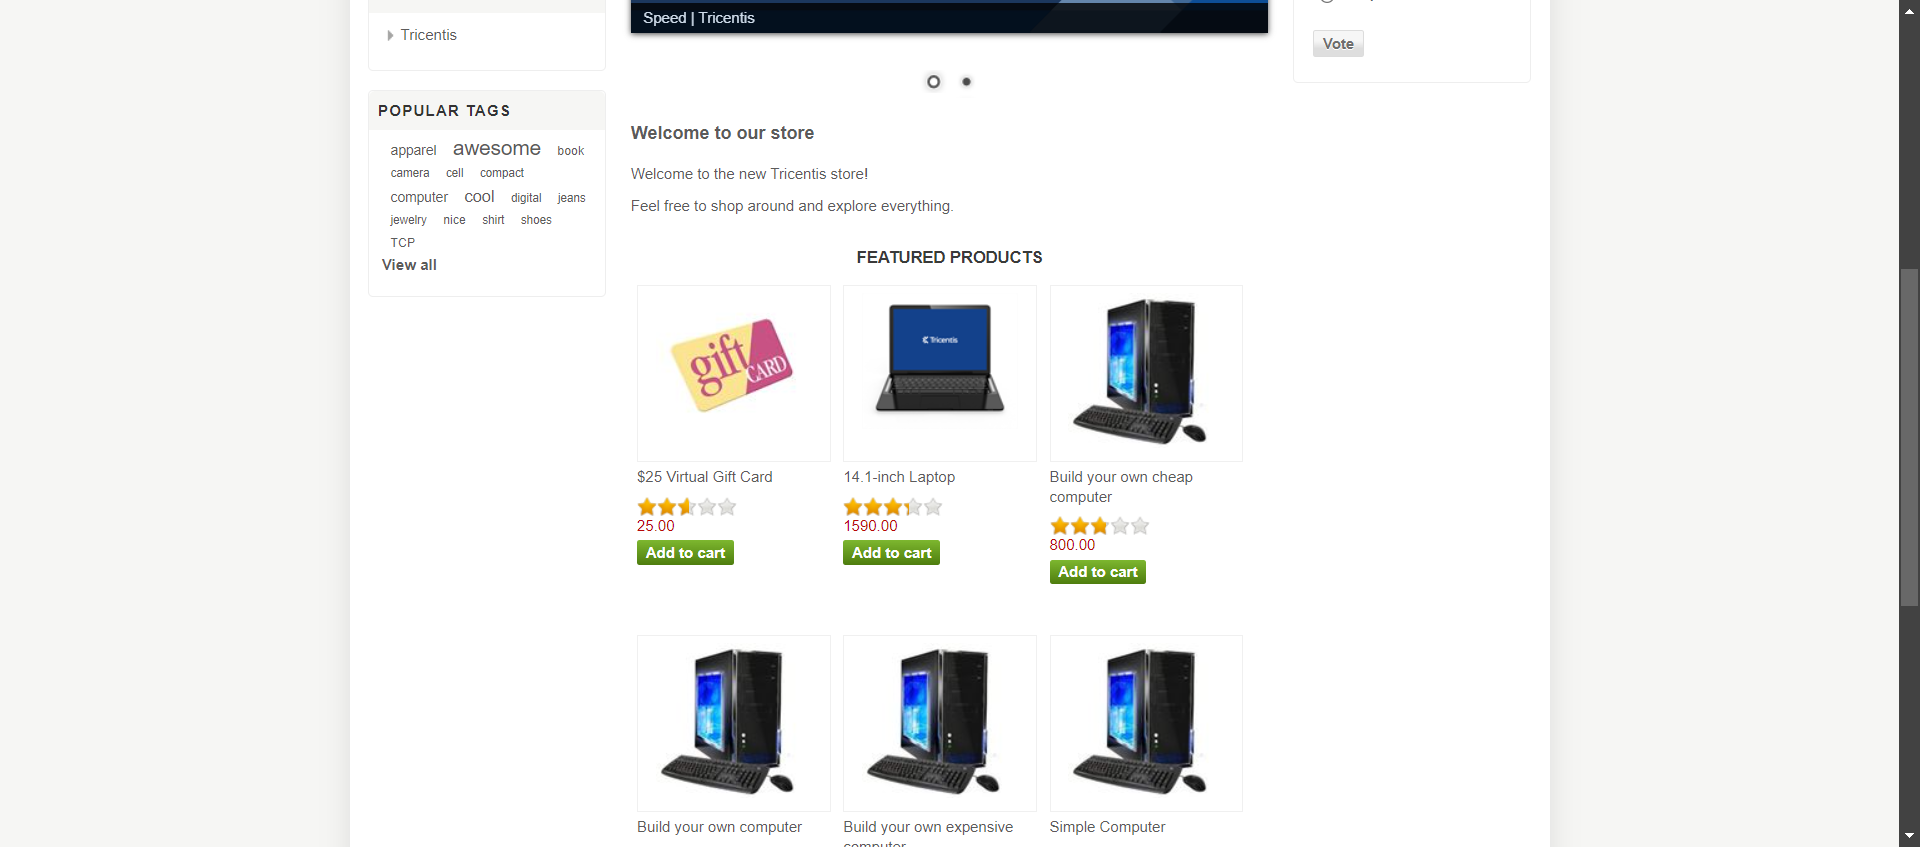 Tricentis
POPULAR TAGS
apparel awesome book
camera cell compact
computer cool digital jeans
jewelry nice shirt shoes
TCP
View all
Speed | Tricentis
Welcome to our store
Welcome to the new Tricentis store!
Feel free to shop around and explore everything.
FEATURED PRODUCTS
gift
CARD
Tricentis
$25 Virtual Gift Card
25.00
Add to cart
14.1-inch Laptop
1590.00
Add to cart
Build your own cheap
computer
800.00
Add to cart
Build your own computer
Build your own expensive
computer
Simple Computer
Vote